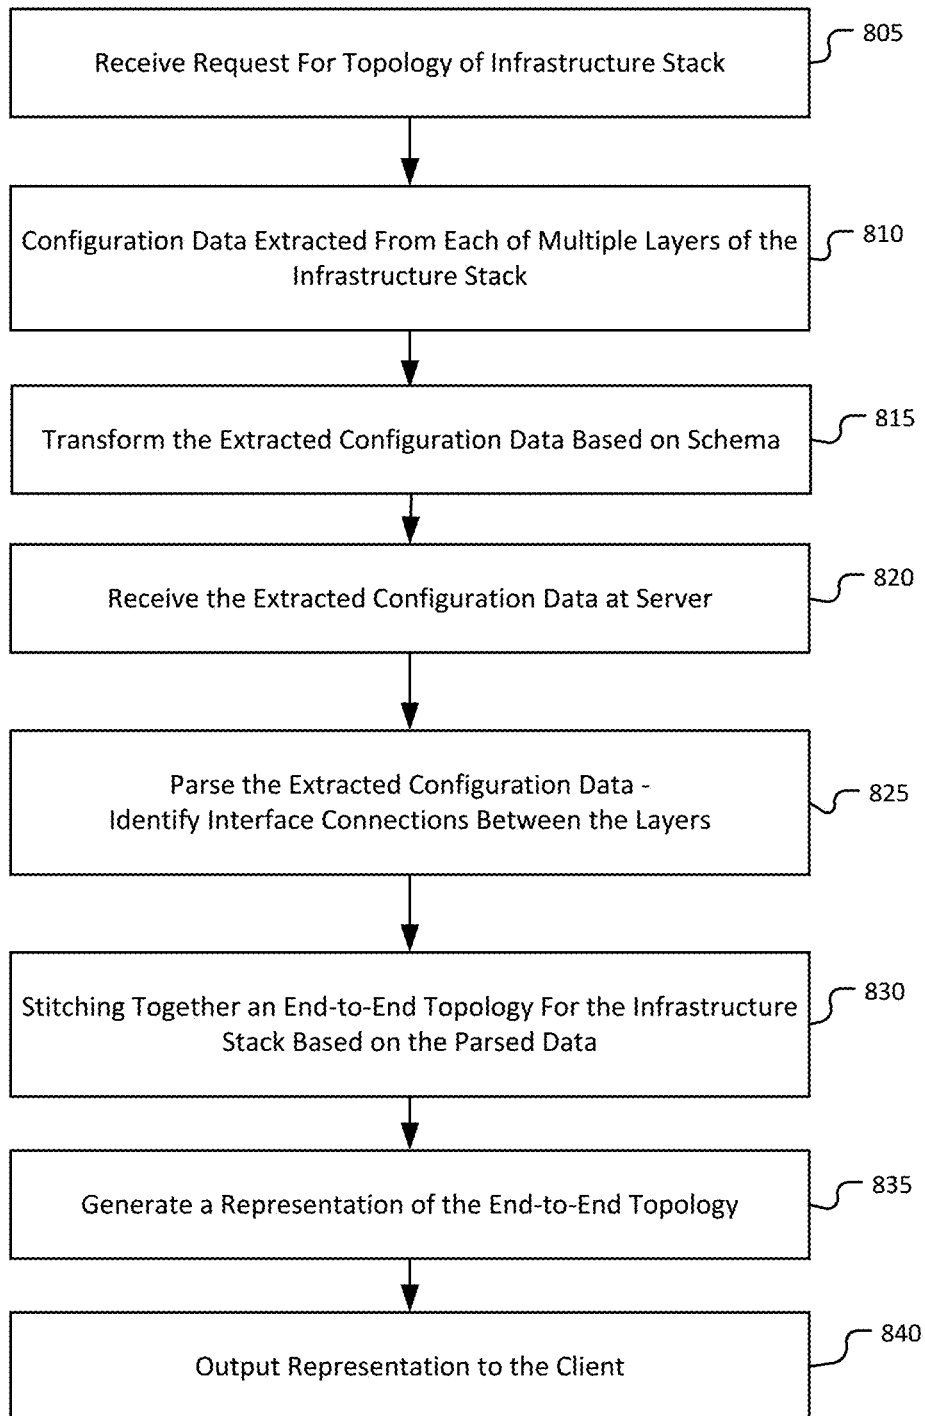 Receive Request For Topology of Infrastructure Stack
805
Configuration Data Extracted From Each of Multiple Layers of the
Infrastructure Stack
810
Transform the Extracted Configuration Data Based on Schema
815
Receive the Extracted Configuration Data at Server
820
Parse the Extracted Configuration Data -
Identify Interface Connections Between the Layers
825
Stitching Together an End-to-End Topology For the Infrastructure
Stack Based on the Parsed Data
830
Generate a Representation of the End-to-End Topology
835
Output Representation to the Client
840